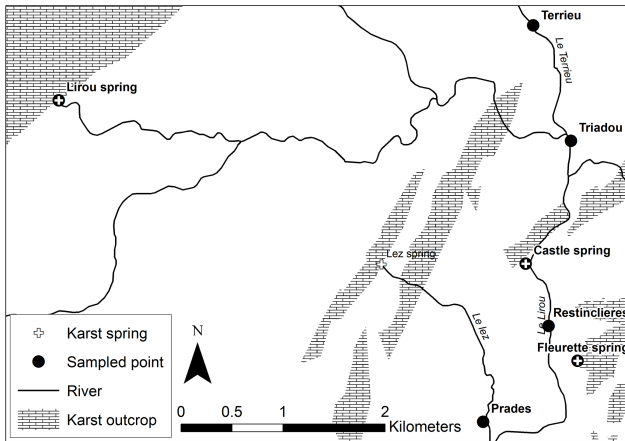 Terrieu
Le Terrieu
Lirou spring
Triadou
Lez spring
Castle spring
Le Lirou
Restinclieres
Le lez
Fleurette spring
Prades
Karst spring
Sampled point
River
Karst outcrop
N
0 0.5 1 2
Kilometers